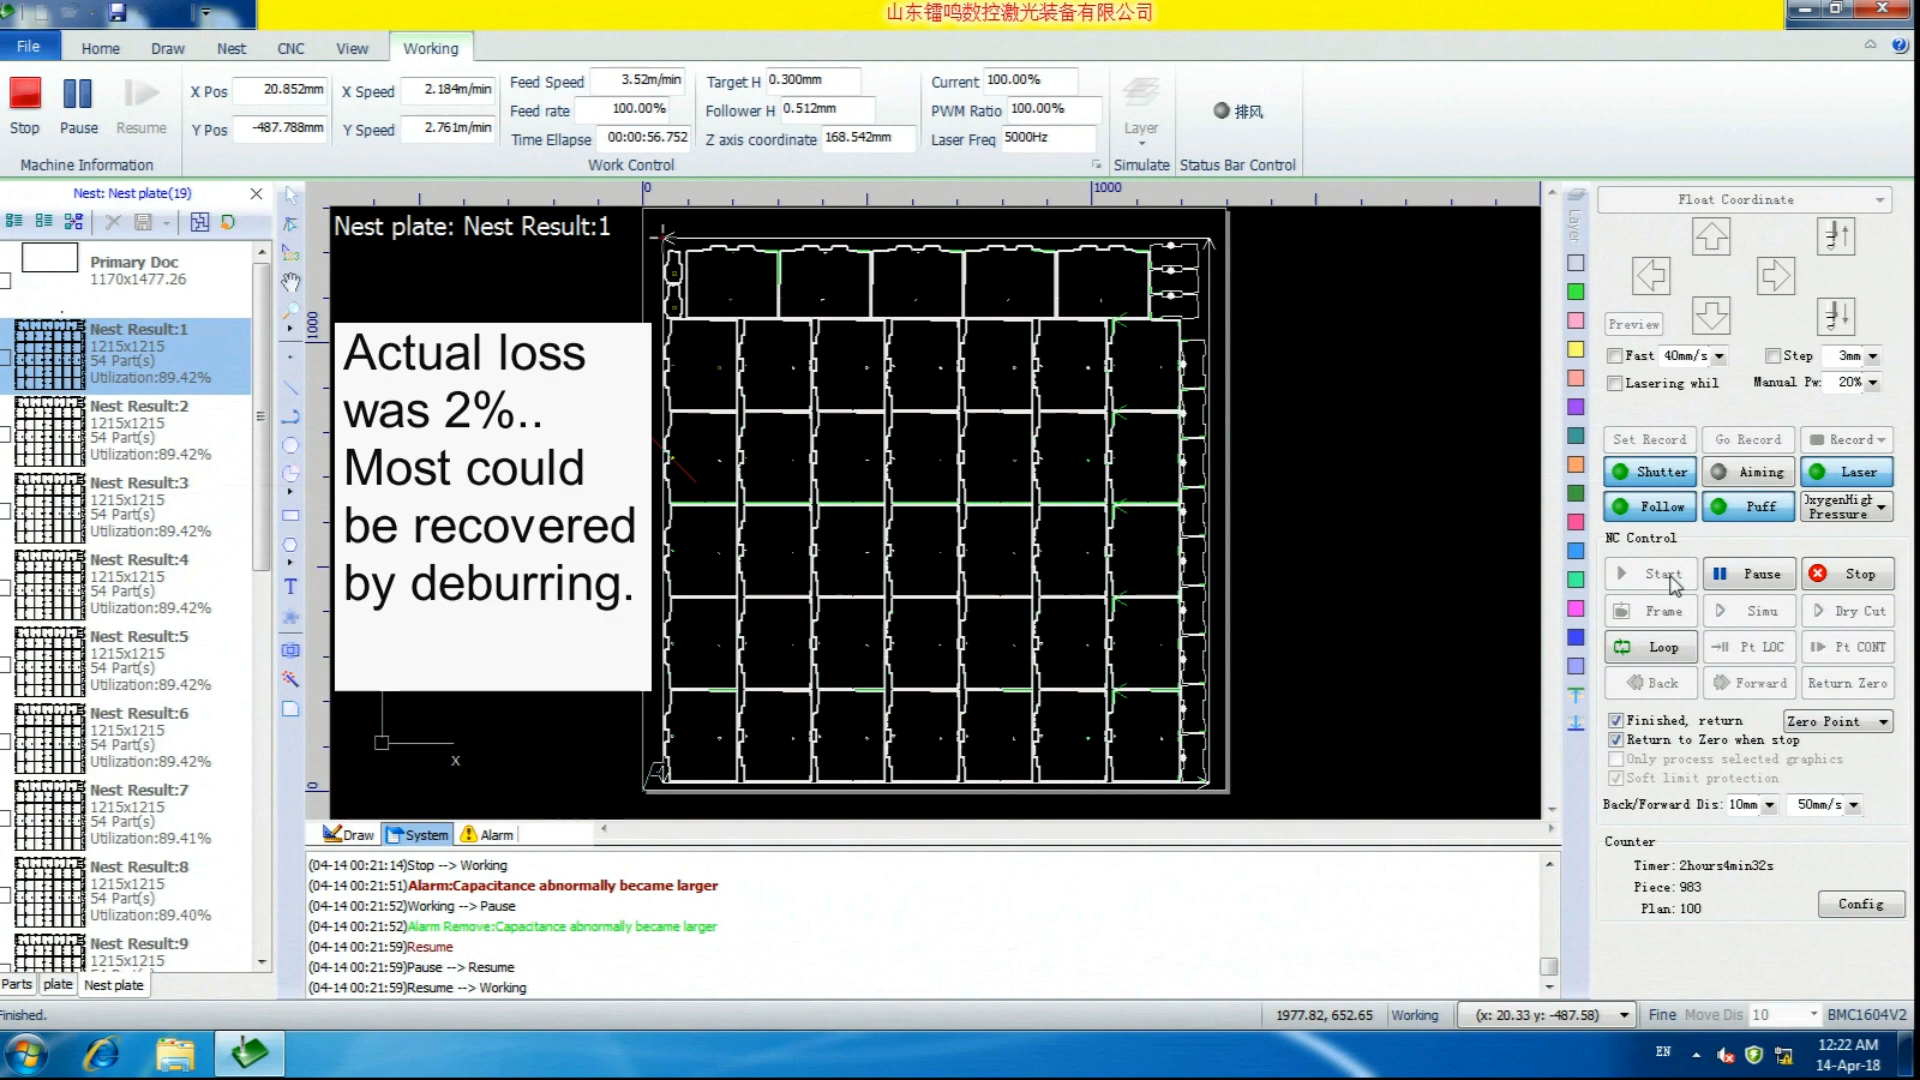 山东镭鸣数控激光装备有限公司
File
Home
Draw
Nest
CNC
View
Working
Stop
Pause
Resume
X Pos 20.852mm
Y Pos -487.788mm
X Speed 2.184m/min
Y Speed 2.761m/min
Feed Speed 3.52m/min
Feed rate 100.00%
Time Ellapse 00:00:56.752
Target H 0.300mm
Follower H 0.512mm
Z axis coordinate 168.542mm
Current 100.00%
PWM Ratio 100.00%
Laser Freq 5000Hz
Layer
排风
Machine Information
Work Control
Simulate
Status Bar Control
Nest: Nest plate(19)
Primary Doc
1170x1477.26
Nest Result:1
1215x1215
54 Part(s)
Utilization:89.42%
Nest Result:2
1215x1215
54 Part(s)
Utilization:89.42%
Nest Result:3
1215x1215
54 Part(s)
Utilization:89.42%
Nest Result:4
1215x1215
54 Part(s)
Utilization:89.42%
Nest Result:5
1215x1215
54 Part(s)
Utilization:89.42%
Nest Result:6
1215x1215
54 Part(s)
Utilization:89.42%
Nest Result:7
1215x1215
54 Part(s)
Utilization:89.41%
Nest Result:8
1215x1215
54 Part(s)
Utilization:89.40%
Nest Result:9
1215x1215
Parts
plate
Nest plate
0
1000
1000
0
Nest plate: Nest Result:1
Actual loss
was 2%..
Most could
be recovered
by deburring.
x
Layer
Draw
System
Alarm
(04-14 00:21:14)Stop --> Working
(04-14 00:21:51)Alarm:Capacitance abnormally became larger
(04-14 00:21:52)Working --> Pause
(04-14 00:21:52)Alarm Remove:Capacitance abnormally became larger
(04-14 00:21:59)Resume
(04-14 00:21:59)Pause --> Resume
(04-14 00:21:59)Resume --> Working
Float Coordinate
Preview
Fast 40mm/s
Step 3mm
Lasering whil
Manual Pw: 20%
Set Record
Go Record
Record
Shutter
Aiming
Laser
Follow
Puff
OxygenHigh
Pressure
NC Control
Start
Pause
Stop
Frame
Simu
Dry Cut
Loop
Pt LOC
Pt CONT
Back
Forward
Return Zero
Finished, return
Zero Point
Return to Zero when stop
Only process selected graphics
Soft limit protection
Back/Forward Dis: 10mm 50mm/s
Counter
Timer: 2hours4min32s
Piece: 983
Plan: 100
Config
Finished.
1977.82, 652.65
Working
(x: 20.33 y: -487.58)
Fine
Move Dis 10
BMC1604V2
EN
12:22 AM
14-Apr-18